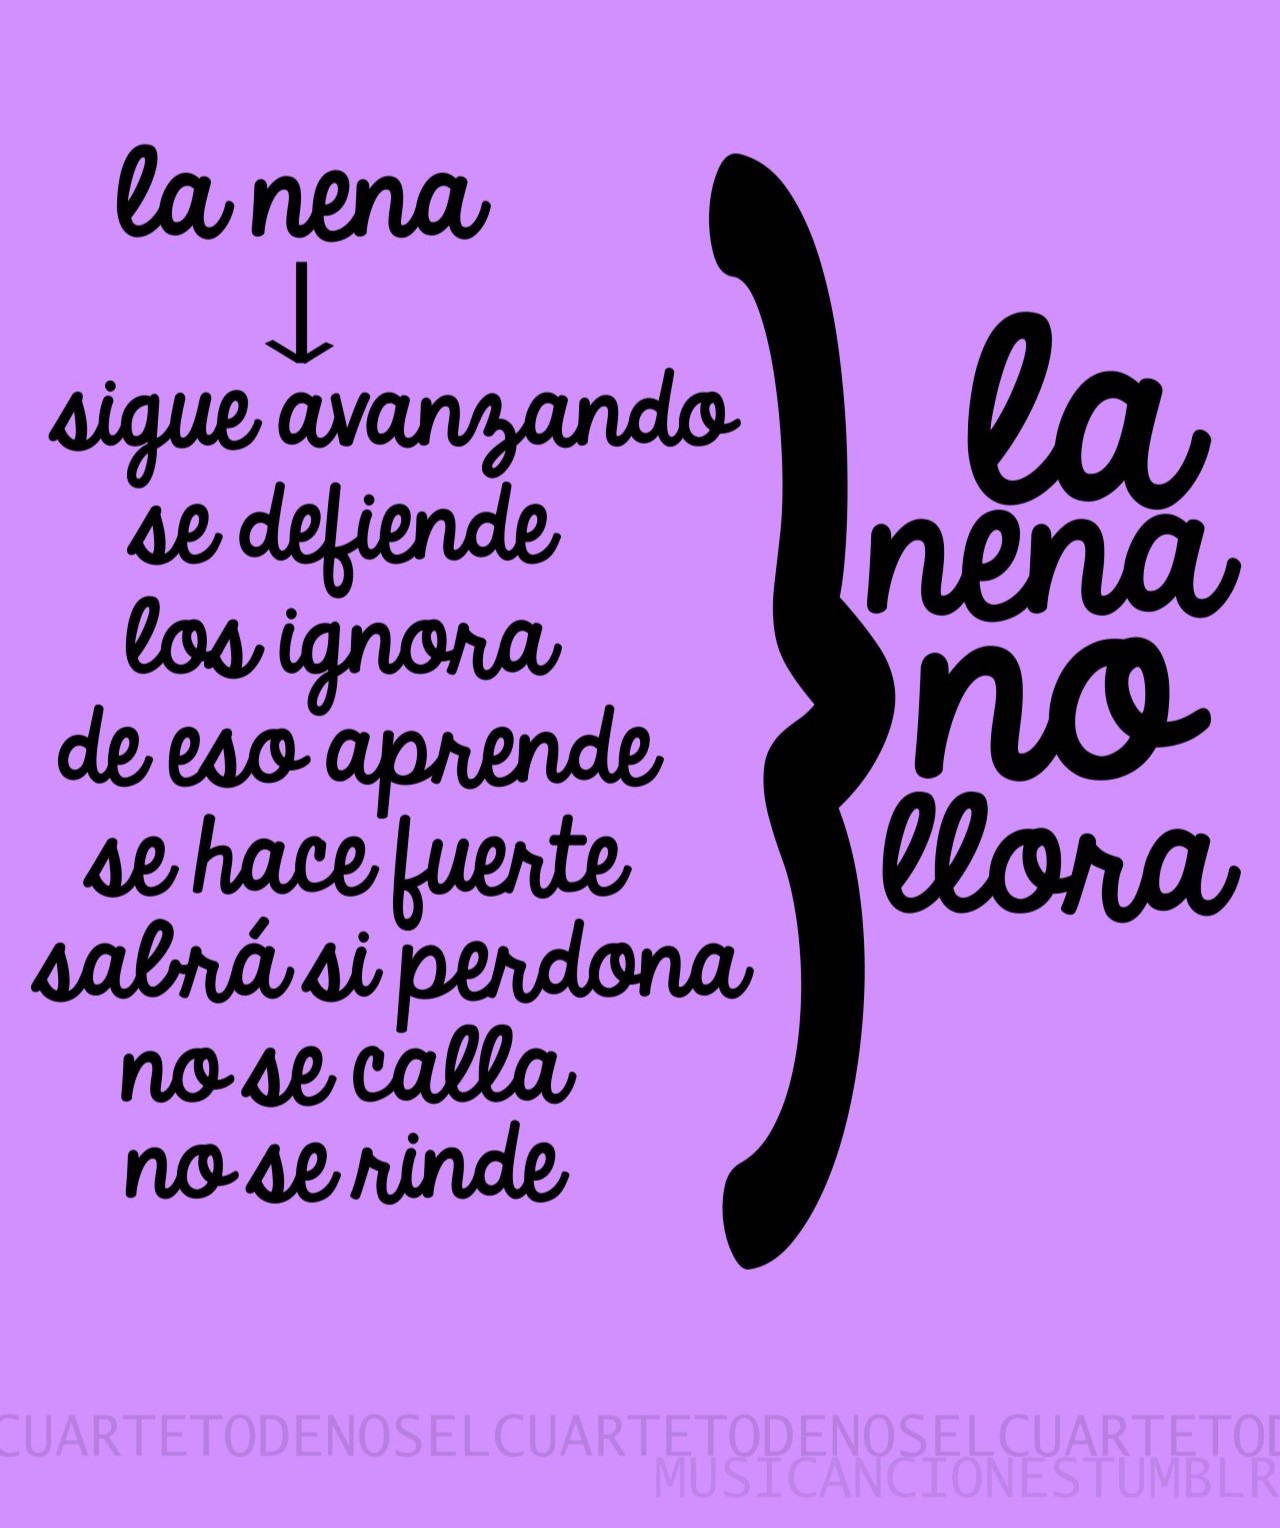 la nena
sigue avanzando
se defiende
los ignora
de eso aprende
se hace fuerte
sabrá si perdona
no se calla
no se rinde
la
nena
no
llora
CUARTETODENOSELCUARTETODENOSELCUARTETOD
MUSICANCIONESTUMBLR